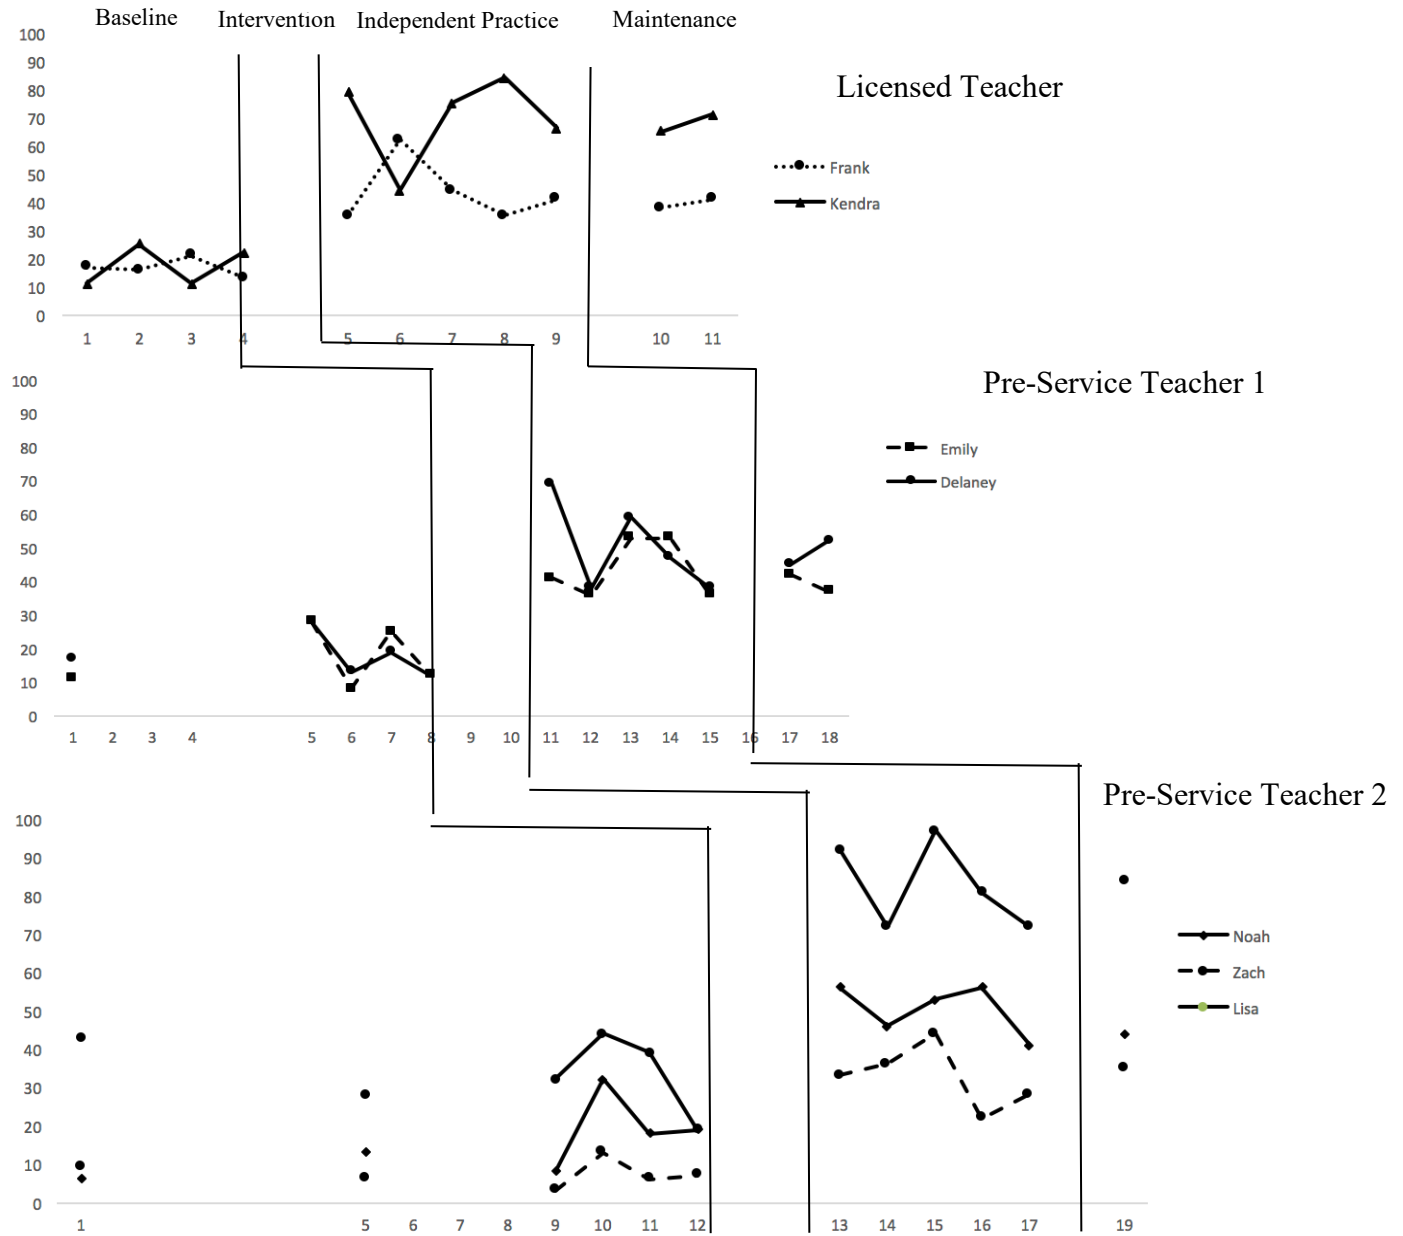 Baseline Intervention Independent Practice Maintenance
100
90
80
70
60
50
40
30
20
10
0
Licensed Teacher
Frank
Kendra
1 2 3 4 5 6 7 8 9 10 11
100
90
80
70
60
50
40
30
20
10
0
Pre-Service Teacher 1
Emily
Delaney
1 2 3 4 5 6 7 8 9 10 11 12 13 14 15 16 17 18
100
90
80
70
60
50
40
30
20
10
0
Pre-Service Teacher 2
Noah
Zach
Lisa
1 5 6 7 8 9 10 11 12 13 14 15 16 17 19